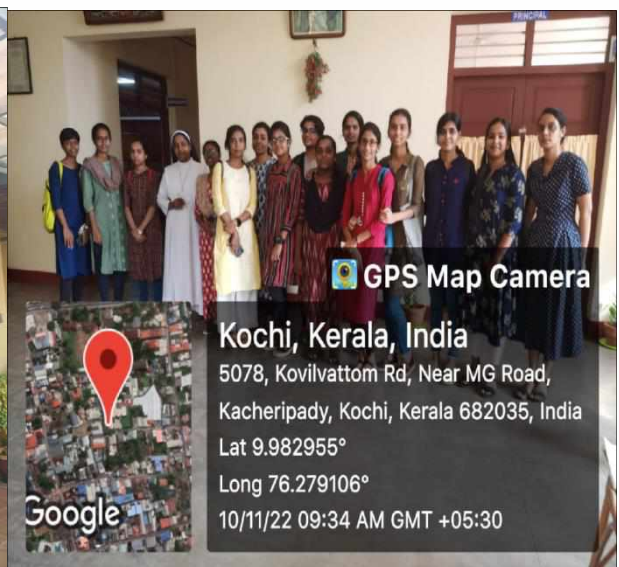 PRINCIPAL
GPS Map Camera
Kochi, Kerala, India
5078, Kovilvattom Rd, Near MG Road,
Kacheripady, Kochi, Kerala 682035, India
Lat 9.982955°
Long 76.279106°
10/11/22 09:34 AM GMT +05:30
Google